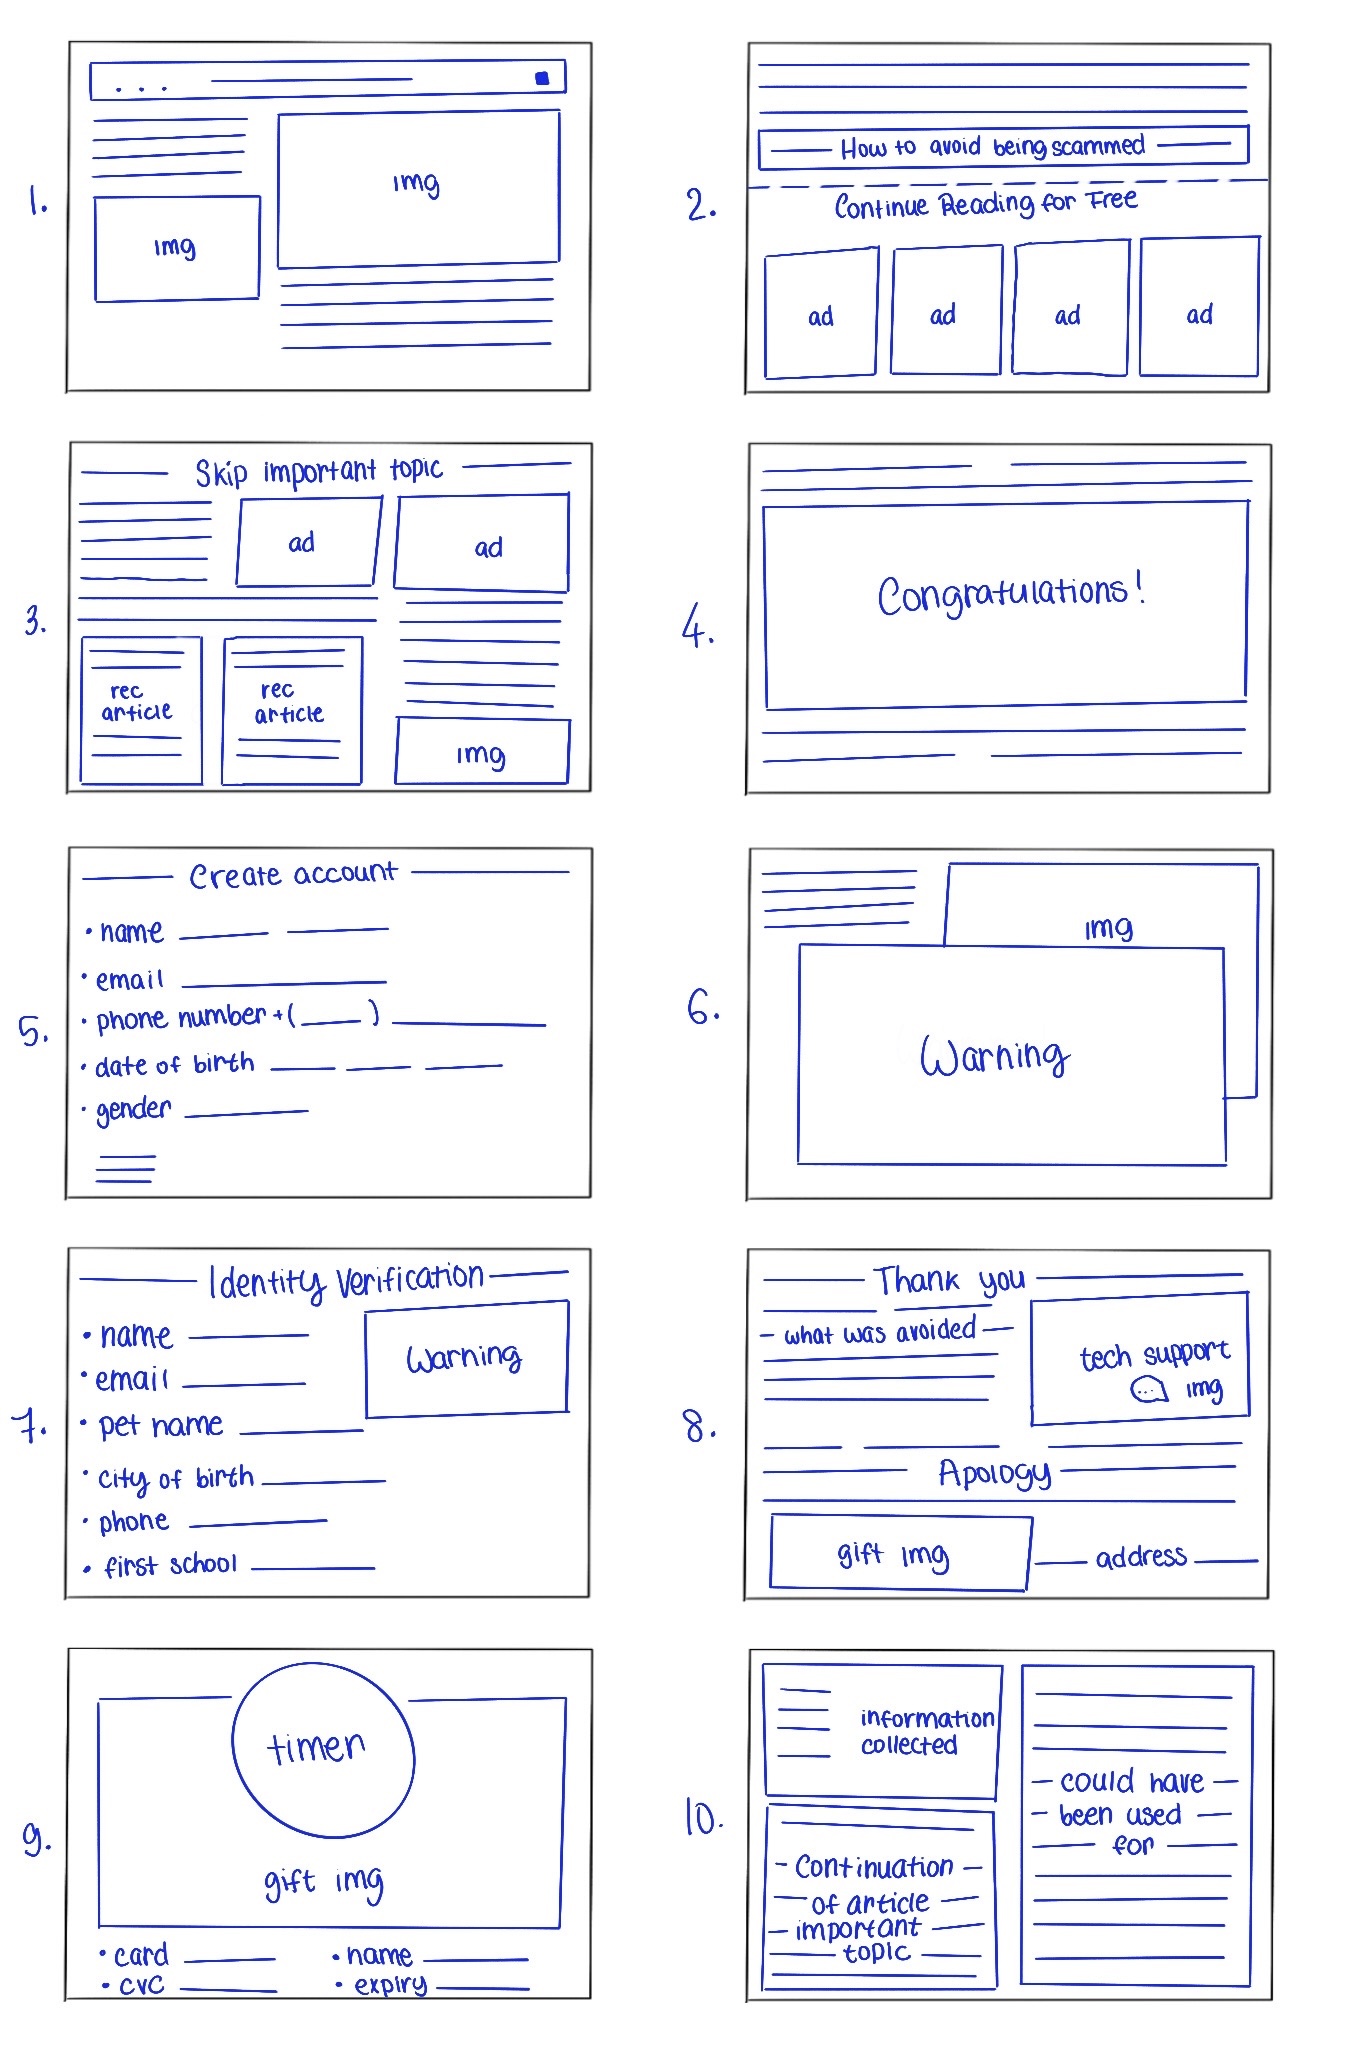 1.
img
img
2.
How to avoid being scammed
Continue Reading for Free
ad
ad
ad
ad
3.
Skip important topic
ad
ad
rec
article
rec
article
img
4.
Congratulations!
5.
Create account
• name
• email
• phone number +( )
• date of birth
• gender
6.
img
Warning
7.
Identity Verification
• name
• email
• pet name
• city of birth
• phone
• first school
Warning
8.
Thank you
what was avoided
tech support
... img
Apology
gift img
address
9.
timer
gift img
• card
• name
• cvc
• expiry
10.
information
collected
Continuation
of article
important
topic
could have
been used
for